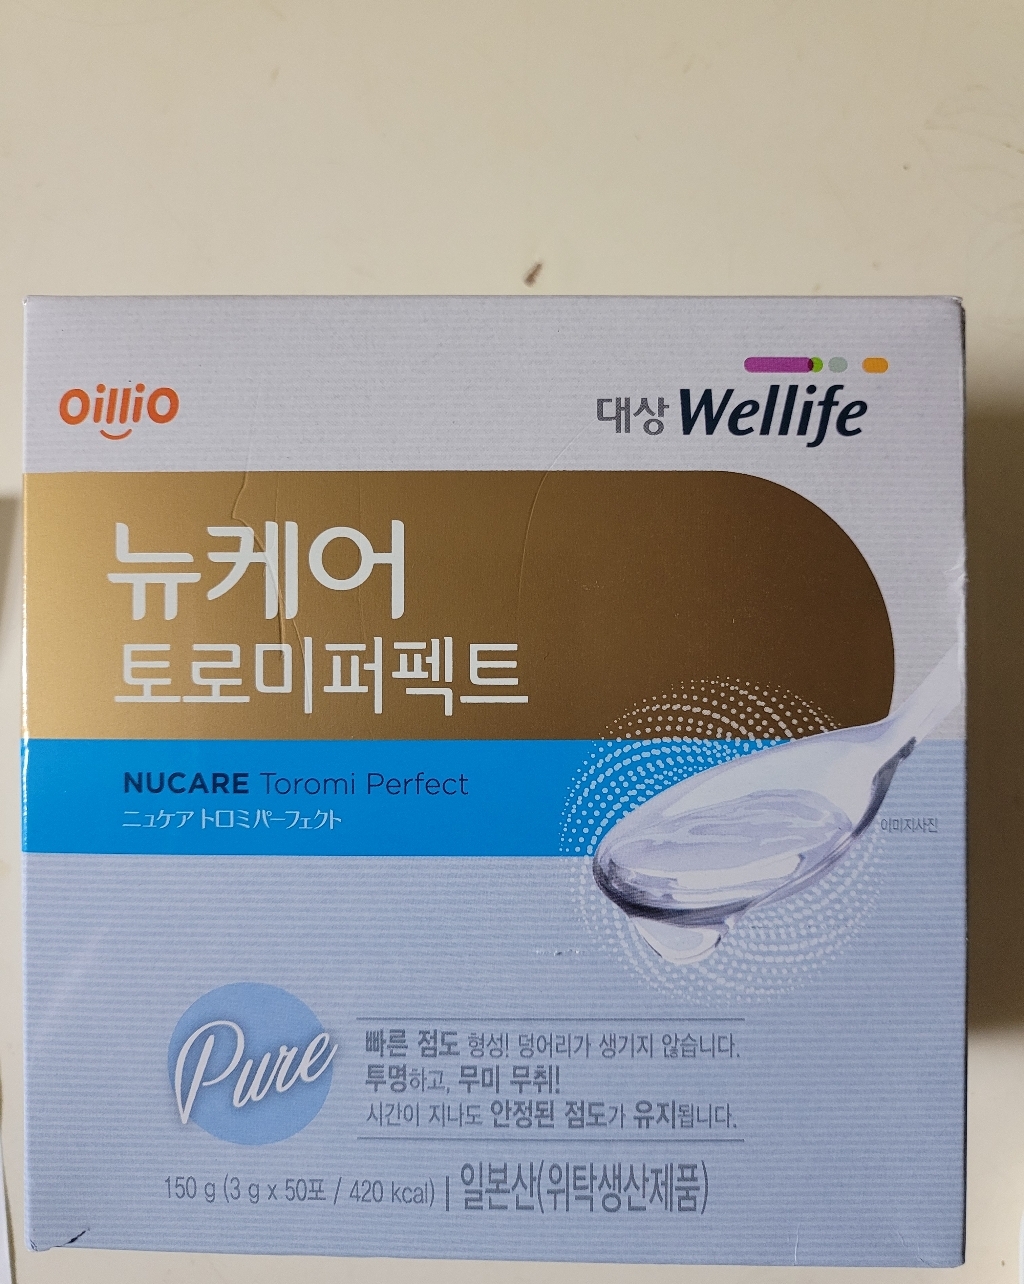 Oillio
대상 Wellife
뉴케어
토로미퍼펙트
NUCARE Toromi Perfect
ニュケア トロミパーフェクト
이미지사진
Pure
빠른 점도 형성! 덩어리가 생기지 않습니다.
투명하고, 무미 무취!
시간이 지나도 안정된 점도가 유지됩니다.
150 g (3 g x 50포 / 420 kcal) | 일본산(위탁생산제품)